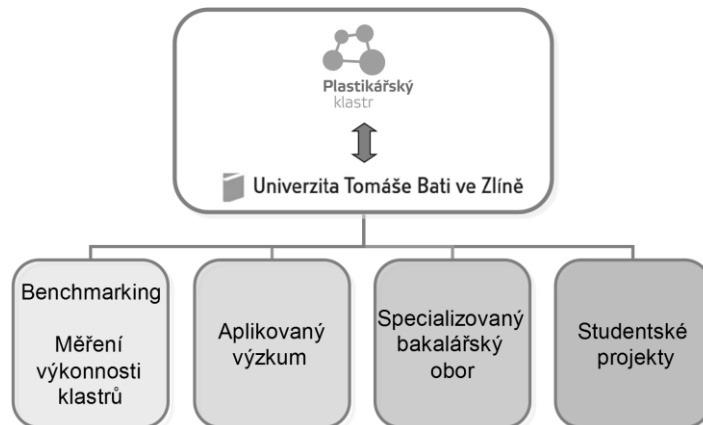 Plastikářský
klastr
Univerzita Tomáše Bati ve Zlíně
Benchmarking
Měření
výkonnosti
klastrů
Aplikovaný
výzkum
Specializovaný
bakalářský
obor
Studentské
projekty